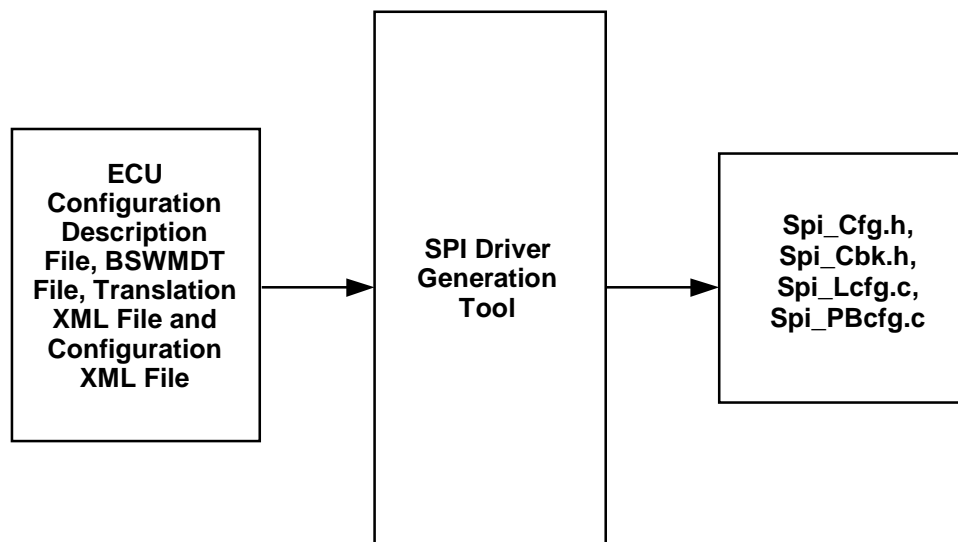 ECU
Configuration
Description
File, BSWMDT
File, Translation
XML File and
Configuration
XML File
SPI Driver
Generation
Tool
Spi_Cfg.h,
Spi_Cbk.h,
Spi_Lcfg.c,
Spi_PBcfg.c